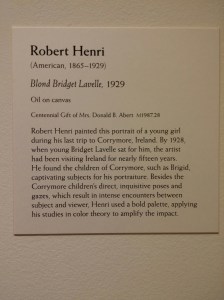 Robert Henri
(American, 1865–1929)
Blond Bridget Lavelle, 1929
Oil on canvas
Centennial Gift of Mrs. Donald B. Abert
Robert Henri painted this portrait of a young girl
during his last trip to Corrymore, Ireland. By 1928,
when young Bridget Lavelle sat for him, the artist
had been visiting Ireland for nearly fifteen years.
He found the children of Corrymore, such as Brigid,
captivating subjects for his portraiture. Besides the
Corrymore children's direct, inquisitive poses and
gazes, which result in intense encounters between
subject and viewer, Henri used a bold palette, applying
his studies in color theory to amplify the impact.